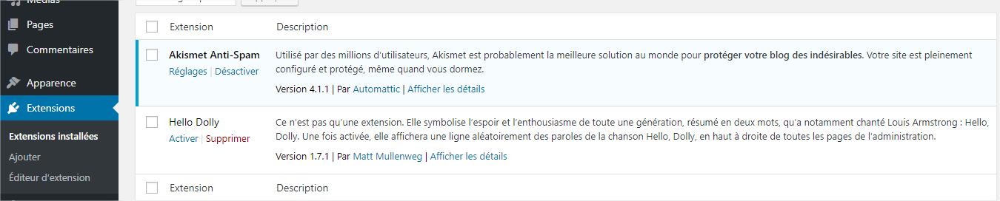 Médias
Pages
Commentaires
Apparence
Extensions
Extensions installées
Ajouter
Éditeur d'extension
Extension Description
Akismet Anti-Spam
Réglages | Désactiver
Utilisé par des millions d'utilisateurs, Akismet est probablement la meilleure solution au monde pour protéger votre blog des indésirables. Votre site est pleinement
configuré et protégé, même quand vous dormez.
Version 4.1.1 | Par Automattic | Afficher les détails
Hello Dolly
Activer | Supprimer
Ce n'est pas qu'une extension. Elle symbolise l'espoir et l'enthousiasme de toute une génération, résumé en deux mots, qu'a notamment chanté Louis Armstrong : Hello,
Dolly. Une fois activée, elle affichera une ligne aléatoirement des paroles de la chanson Hello, Dolly, en haut à droite de toutes les pages de l'administration.
Version 1.7.1 | Par Matt Mullenweg | Afficher les détails
Extension Description